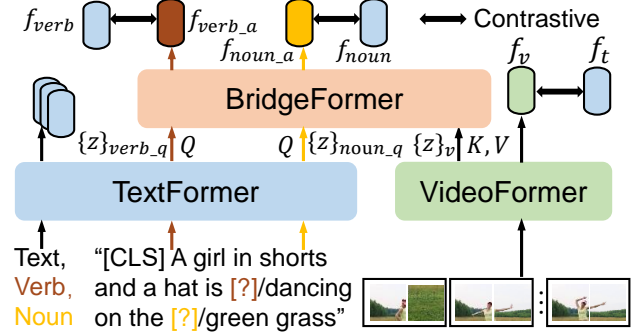 f_verb f_verb_a f_noun_a f_noun Contrastive
f_v f_t
BridgeFormer
{z}_verb_q Q Q {z}_noun_q {z}_v K, V
TextFormer VideoFormer
Text, “[CLS] A girl in shorts
Verb, and a hat is [?]/dancing
Noun on the [?]/green grass”